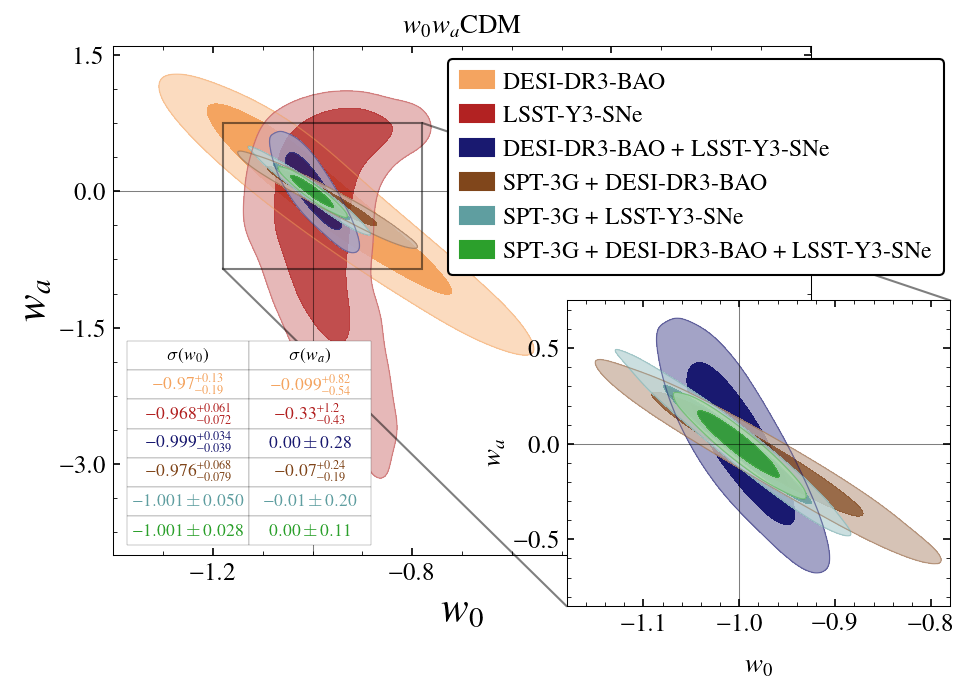 w₀wₐCDM
1.5
0.0
−1.5
−3.0
wₐ
−1.2
−0.8
w₀
DESI-DR3-BAO
LSST-Y3-SNe
DESI-DR3-BAO + LSST-Y3-SNe
SPT-3G + DESI-DR3-BAO
SPT-3G + LSST-Y3-SNe
SPT-3G + DESI-DR3-BAO + LSST-Y3-SNe
σ(w₀) σ(wₐ)
−0.97+0.13−0.19 −0.099+0.82−0.54
−0.968+0.061−0.072 −0.33+1.2−0.43
−0.999+0.034−0.039 0.00 ± 0.28
−0.976+0.068−0.079 −0.07+0.24−0.19
−1.001 ± 0.050 −0.01 ± 0.20
−1.001 ± 0.028 0.00 ± 0.11
0.5
0.0
−0.5
wₐ
−1.1 −1.0 −0.9 −0.8
w₀